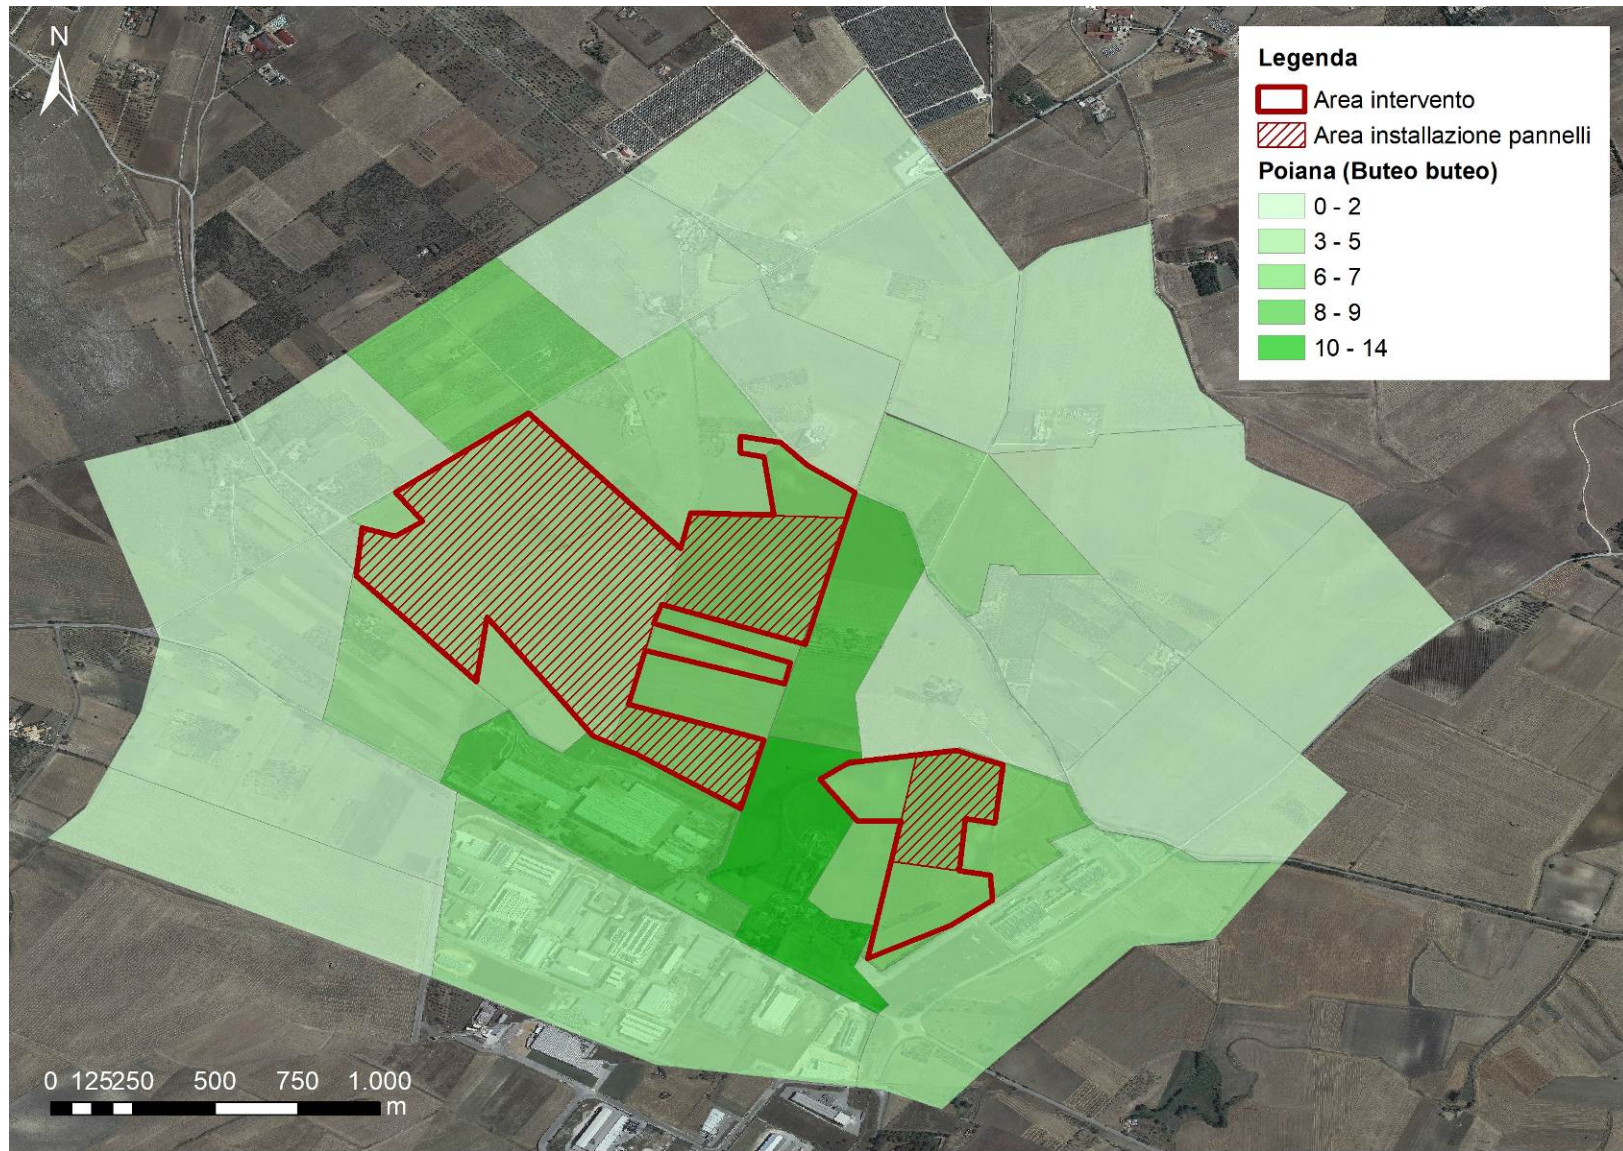 N
Legenda
Area intervento
Area installazione pannelli
Poiana (Buteo buteo)
0 - 2
3 - 5
6 - 7
8 - 9
10 - 14
0 125250 500 750 1.000
m